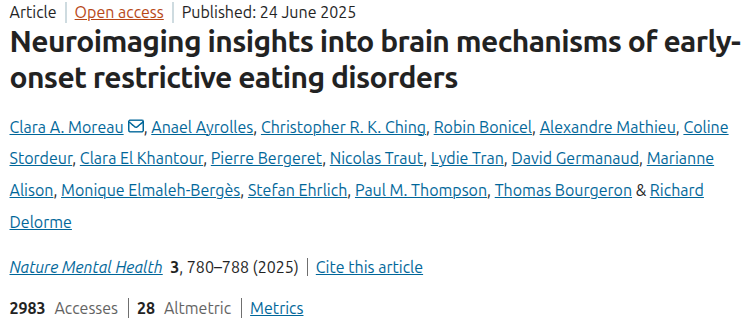 Article | Open access | Published: 24 June 2025
Neuroimaging insights into brain mechanisms of early-
onset restrictive eating disorders
Clara A. Moreau, Anael Ayrolles, Christopher R. K. Ching, Robin Bonicel, Alexandre Mathieu, Coline
Stordeur, Clara El Khantour, Pierre Bergeret, Nicolas Traut, Lydie Tran, David Germanaud, Marianne
Alison, Monique Elmaleh-Bergès, Stefan Ehrlich, Paul M. Thompson, Thomas Bourgeron & Richard
Delorme
Nature Mental Health 3, 780–788 (2025) | Cite this article
2983 Accesses | 28 Altmetric | Metrics